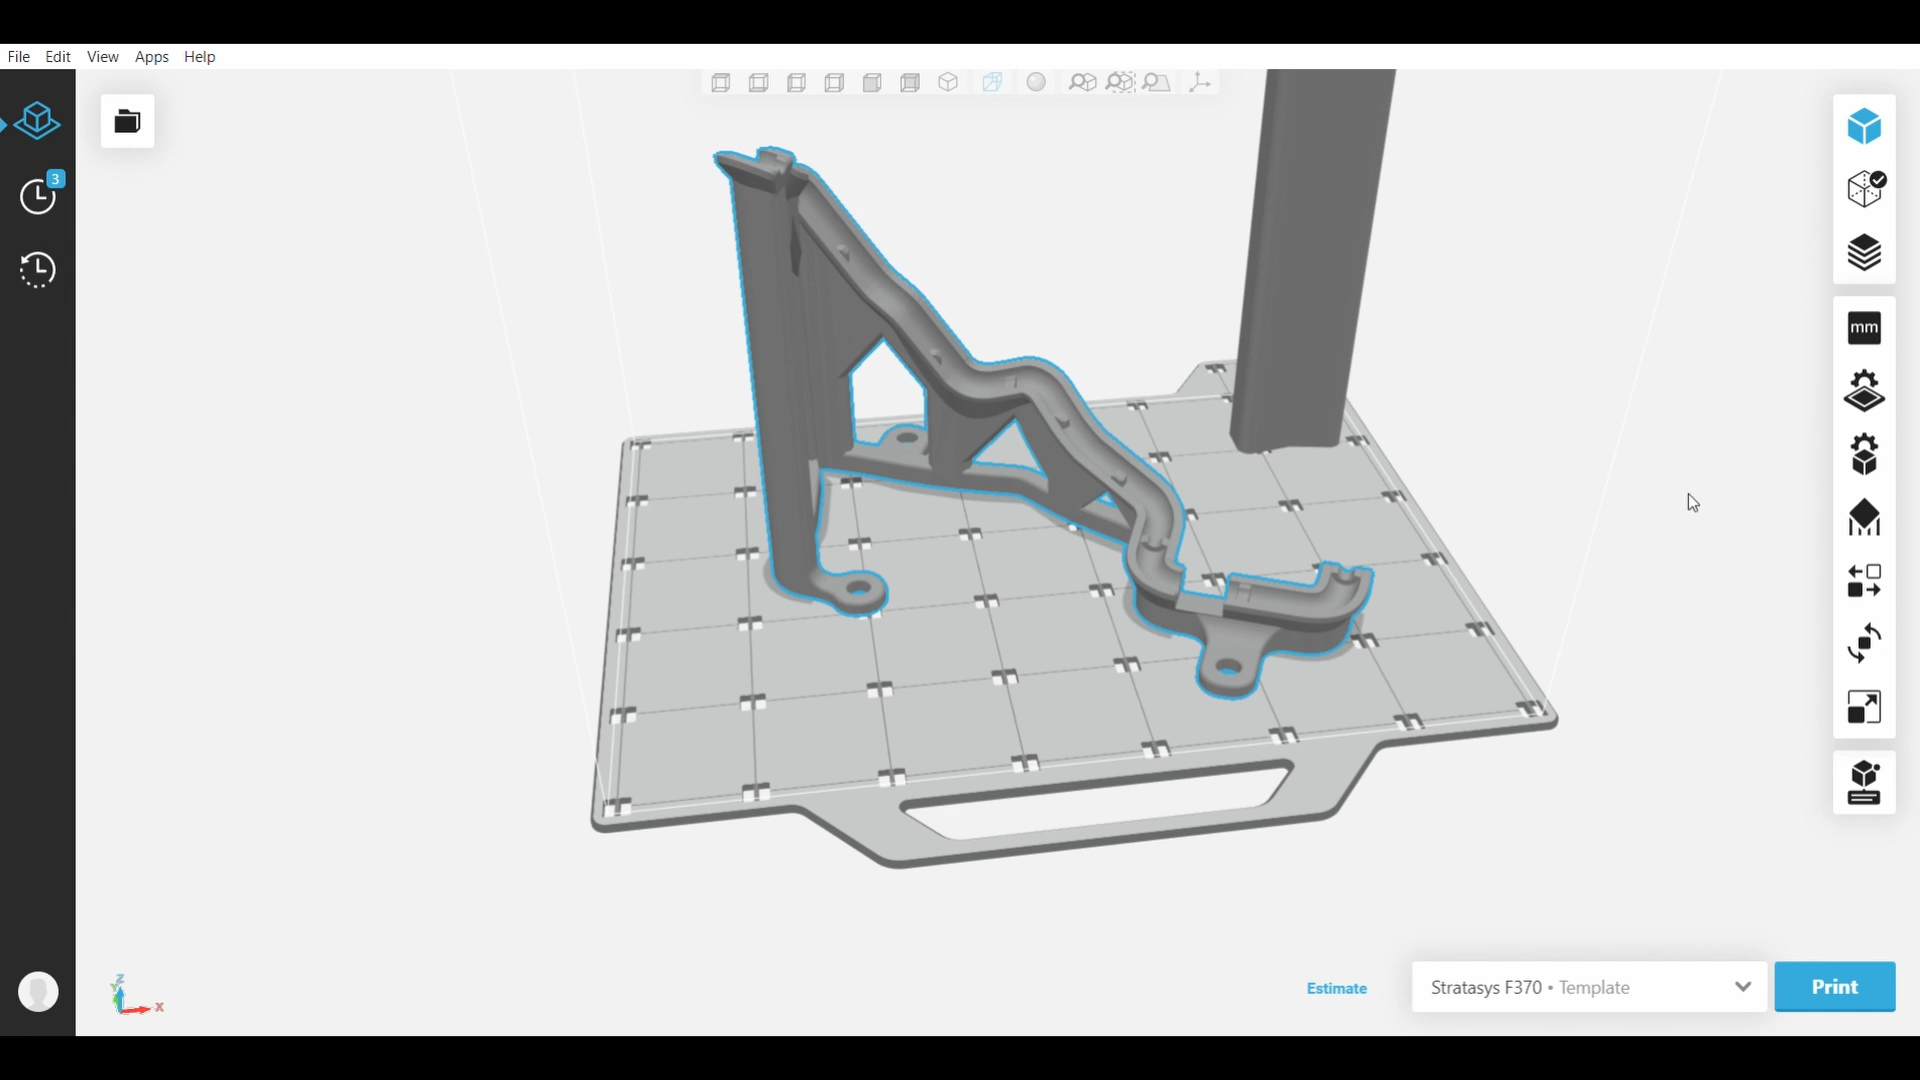 File Edit View Apps Help
3
mm
Z
Y
X
Estimate
Stratasys F370 • Template
Print